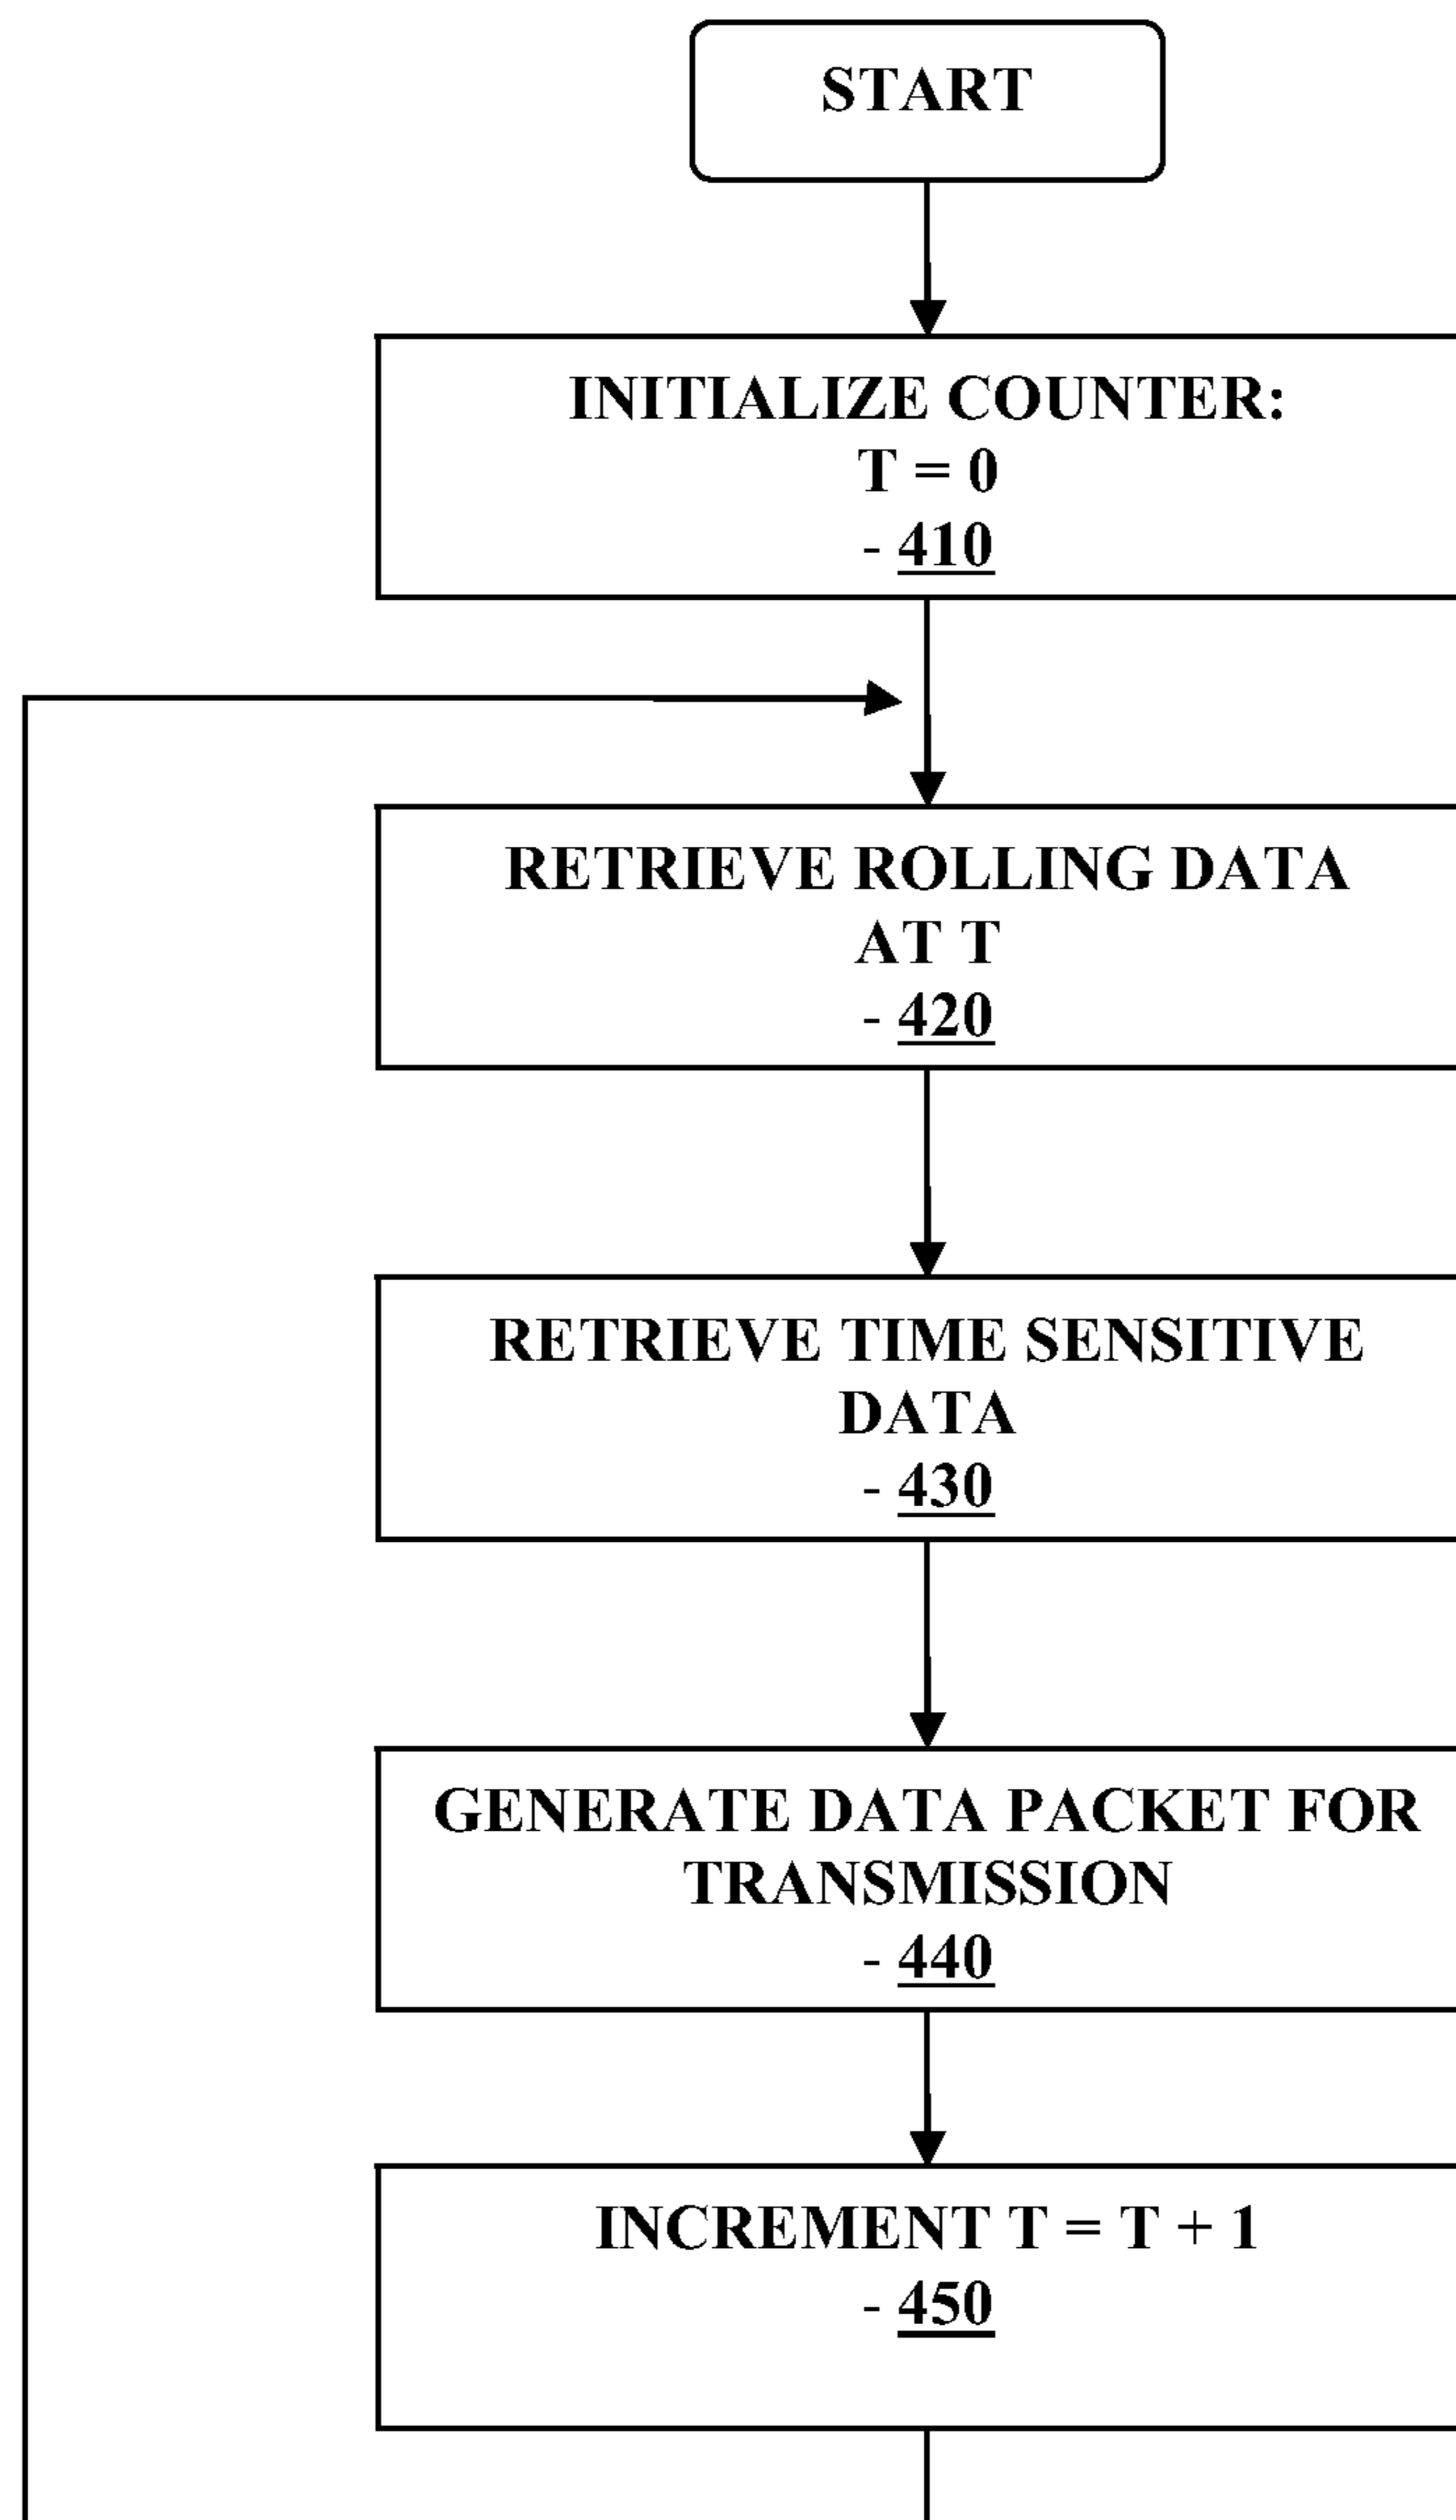 START
INITIALIZE COUNTER:
T = 0
- 410
RETRIEVE ROLLING DATA
AT T
- 420
RETRIEVE TIME SENSITIVE
DATA
- 430
GENERATE DATA PACKET FOR
TRANSMISSION
- 440
INCREMENT T = T + 1
- 450